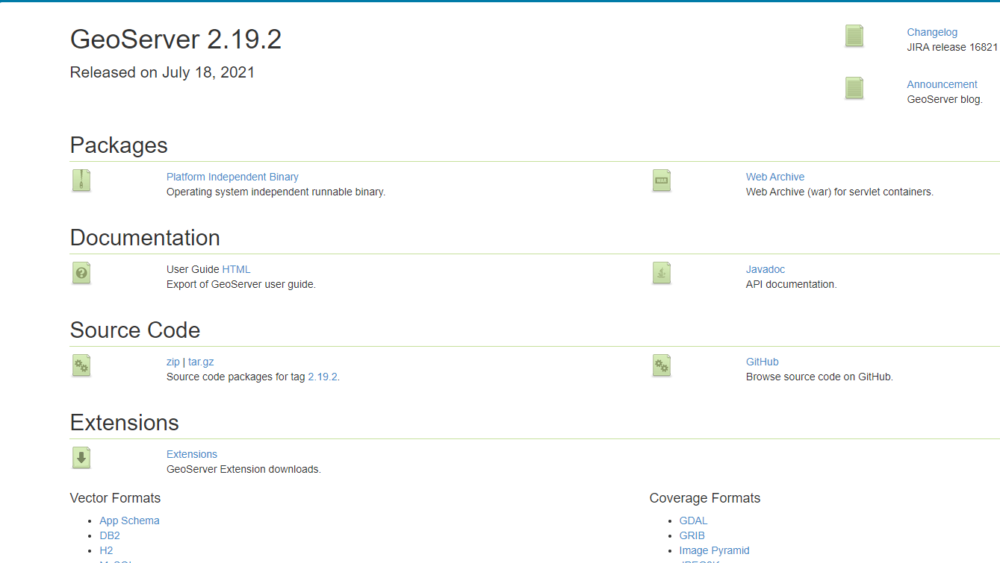 GeoServer 2.19.2
Released on July 18, 2021
Changelog
JIRA release 16821
Announcement
GeoServer blog.
Packages
Platform Independent Binary
Operating system independent runnable binary.
WAR
Web Archive
Web Archive (war) for servlet containers.
Documentation
User Guide HTML
Export of GeoServer user guide.
Javadoc
API documentation.
Source Code
zip | tar.gz
Source code packages for tag 2.19.2.
GitHub
Browse source code on GitHub.
Extensions
Extensions
GeoServer Extension downloads.
Vector Formats
App Schema
DB2
H2
Coverage Formats
GDAL
GRIB
Image Pyramid